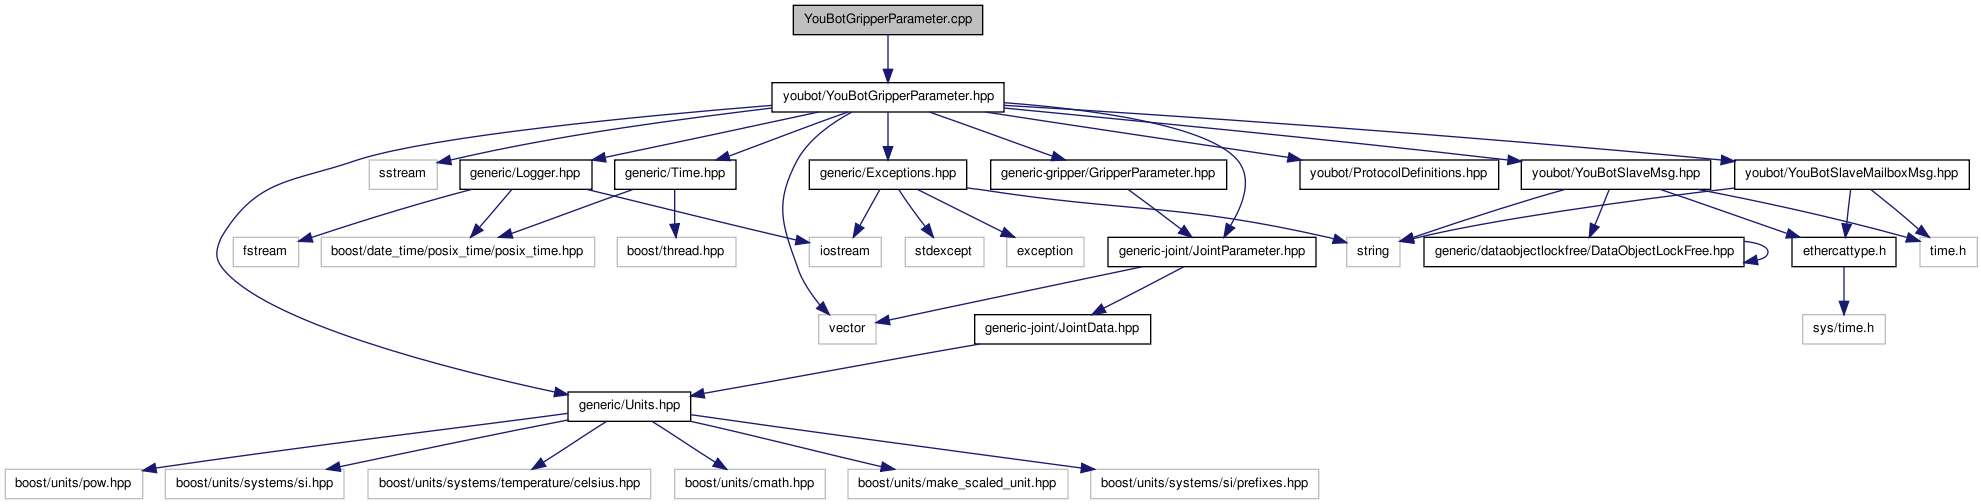 YouBotGripperParameter.cpp
youbot/YouBotGripperParameter.hpp
sstream
generic/Logger.hpp
generic/Time.hpp
generic/Exceptions.hpp
generic-gripper/GripperParameter.hpp
youbot/ProtocolDefinitions.hpp
youbot/YouBotSlaveMsg.hpp
youbot/YouBotSlaveMailboxMsg.hpp
fstream
boost/date_time/posix_time/posix_time.hpp
boost/thread.hpp
iostream
stdexcept
exception
generic-joint/JointParameter.hpp
string
generic/dataobjectlockfree/DataObjectLockFree.hpp
ethercattype.h
time.h
vector
generic-joint/JointData.hpp
sys/time.h
generic/Units.hpp
boost/units/pow.hpp
boost/units/systems/si.hpp
boost/units/systems/temperature/celsius.hpp
boost/units/cmath.hpp
boost/units/make_scaled_unit.hpp
boost/units/systems/si/prefixes.hpp